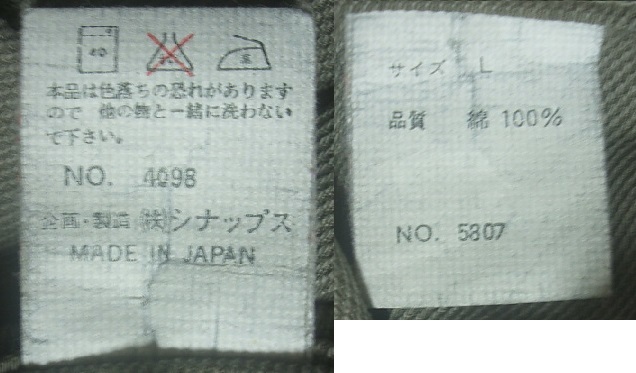 40
本品は色落ちの恐れがあります
ので 他の物と一緒に洗わない
で下さい。
NO. 4098
企画・製造 ㈱シナップス
MADE IN JAPAN
サイズ L
品質 綿 100%
NO. 5807